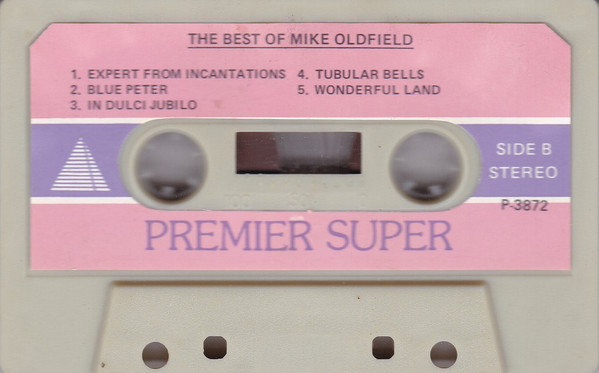 THE BEST OF MIKE OLDFIELD
1. EXPERT FROM INCANTATIONS 4. TUBULAR BELLS
2. BLUE PETER 5. WONDERFUL LAND
3. IN DULCI JUBILO
SIDE B
STEREO
P-3872
PREMIER SUPER